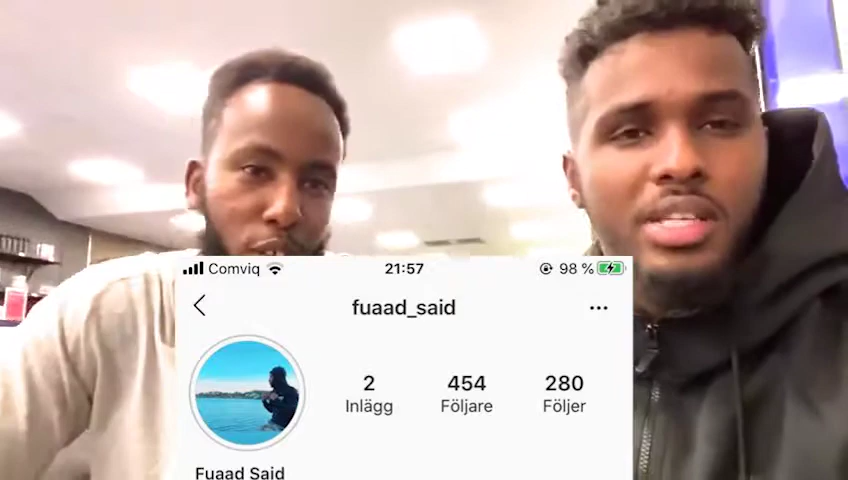 Comviq 21:57 98 %
fuaad_said
2 454 280
Inlägg Följare Följer
Fuaad Said